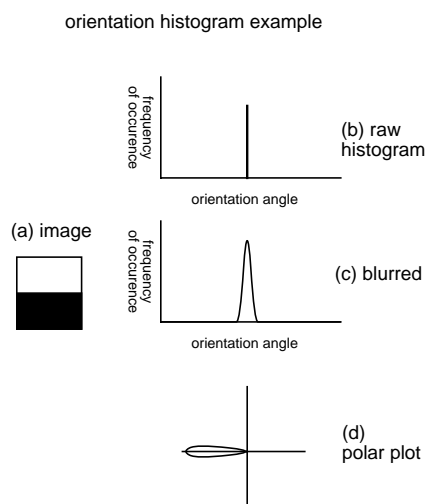 orientation histogram example
frequency
of occurence
(b) raw
histogram
orientation angle
(a) image
frequency
of occurence
(c) blurred
orientation angle
(d)
polar plot